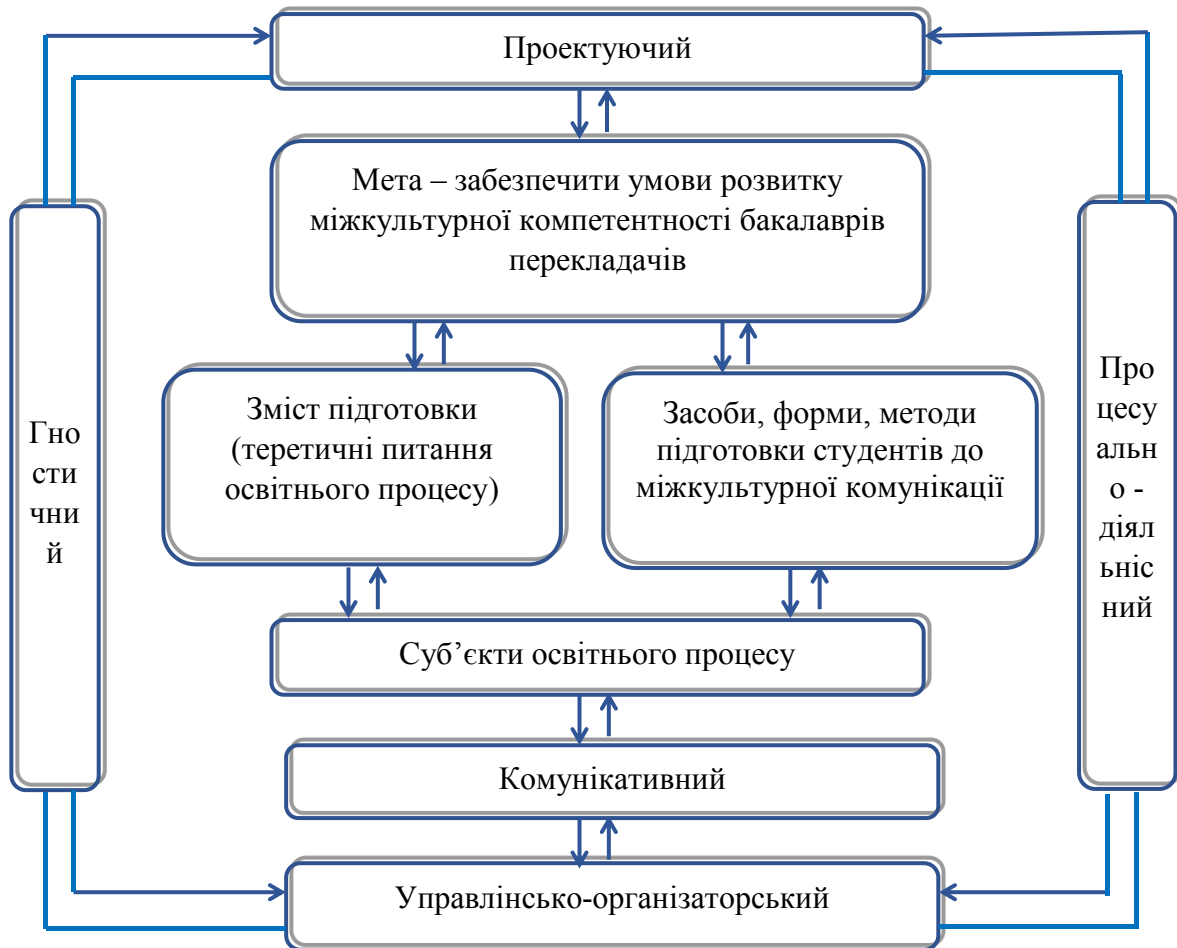 Проектуючий
Мета – забезпечити умови розвитку
міжкультурної компетентності бакалаврів
перекладачів
Гно
сти
чни
й
Зміст підготовки
(теретичні питання
освітнього процесу)
Засоби, форми, методи
підготовки студентів до
міжкультурної комунікації
Про
цесу
альн
о -
діял
ьніс
ний
Суб’єкти освітнього процесу
Комунікативний
Управлінсько-організаторський